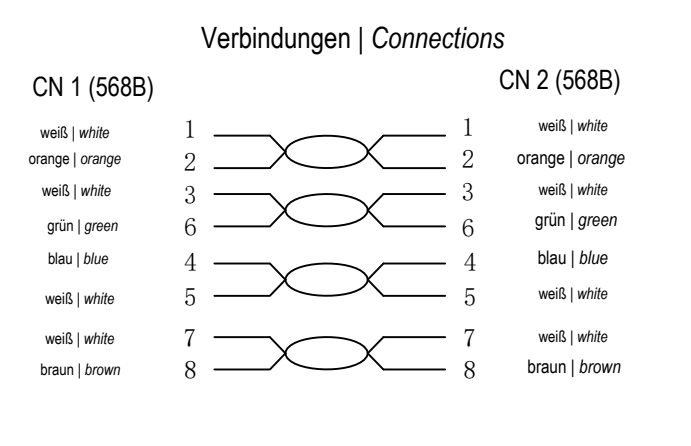 Verbindungen | Connections
CN 1 (568B) CN 2 (568B)
weiß | white 1 1 weiß | white
orange | orange 2 2 orange | orange
weiß | white 3 3 weiß | white
grün | green 6 6 grün | green
blau | blue 4 4 blau | blue
weiß | white 5 5 weiß | white
weiß | white 7 7 weiß | white
braun | brown 8 8 braun | brown